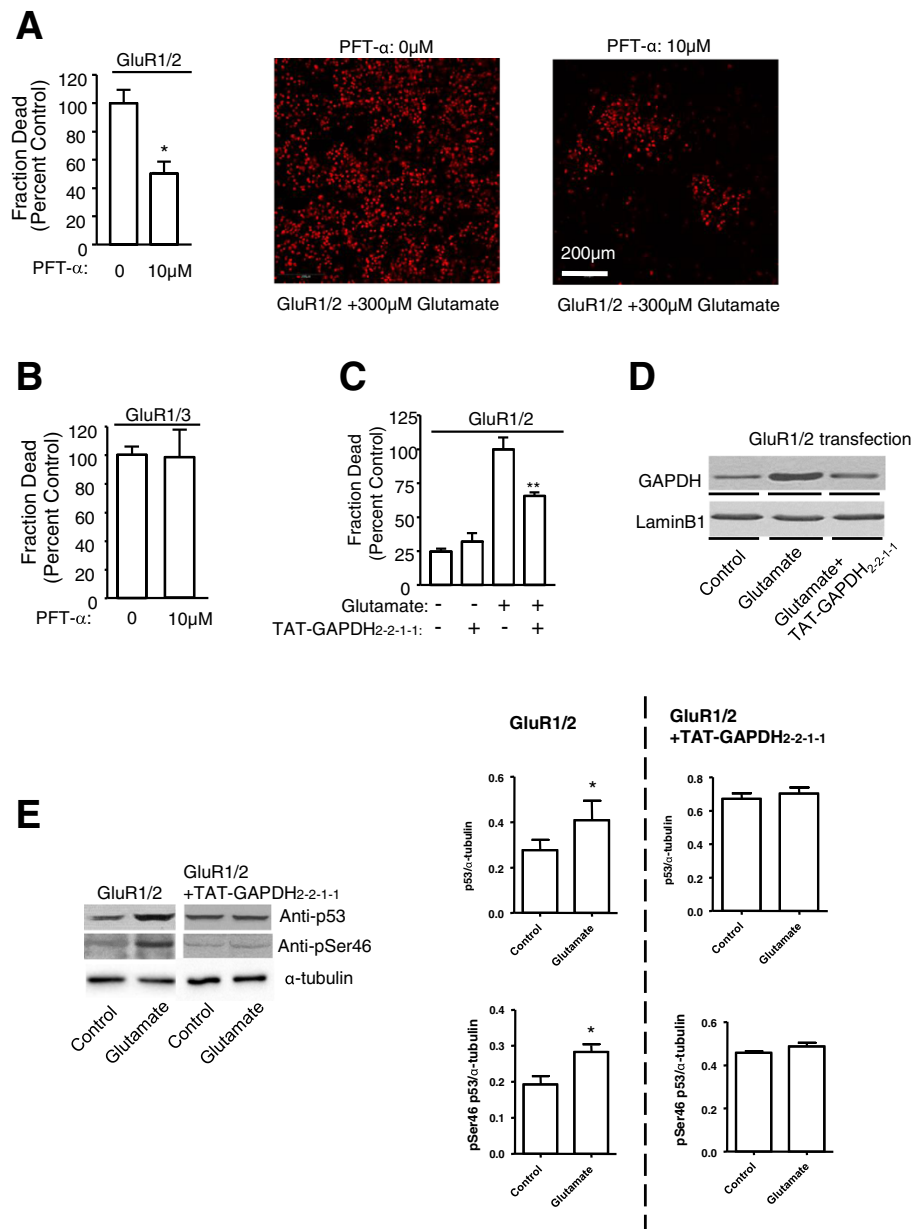 A
GluR1/2
Fraction Dead
(Percent Control)
120
100
80
60
40
20
0
*
PFT-α: 0 10µM
PFT-α: 0µM
GluR1/2 +300µM Glutamate
PFT-α: 10µM
200µm
GluR1/2 +300µM Glutamate
B
GluR1/3
Fraction Dead
(Percent Control)
120
100
80
60
40
20
0
PFT-α: 0 10µM
C
GluR1/2
Fraction Dead
(Percent Control)
125
100
75
50
25
0
**
Glutamate: - - + +
TAT-GAPDH2-2-1-1: - + - +
D
GluR1/2 transfection
GAPDH
LaminB1
Control
Glutamate
Glutamate+
TAT-GAPDH2-2-1-1
E
GluR1/2
GluR1/2
+TAT-GAPDH2-2-1-1
Anti-p53
Anti-pSer46
α-tubulin
Control
Glutamate
Control
Glutamate
GluR1/2
p53/α-tubulin
0.6
0.4
0.2
0.0
*
Control
Glutamate
GluR1/2
+TAT-GAPDH2-2-1-1
p53/α-tubulin
0.8
0.6
0.4
0.2
0.0
Control
Glutamate
pSer46 p53/α-tubulin
0.4
0.3
0.2
0.1
0.0
*
Control
Glutamate
pSer46 p53/α-tubulin
0.6
0.4
0.2
0.0
Control
Glutamate